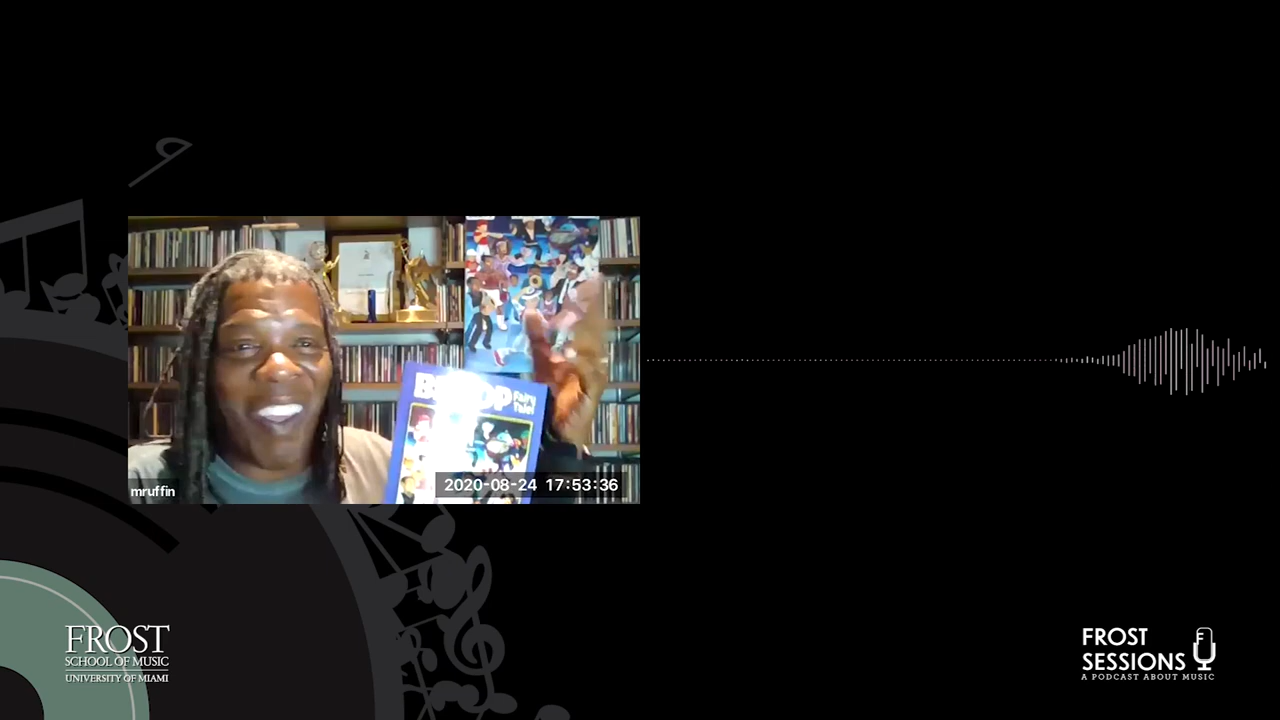 Fairy
Tales
mruffin
2020-08-24 17:53:36
FROST
SCHOOL OF MUSIC
UNIVERSITY OF MIAMI
FROST
SESSIONS
A PODCAST ABOUT MUSIC